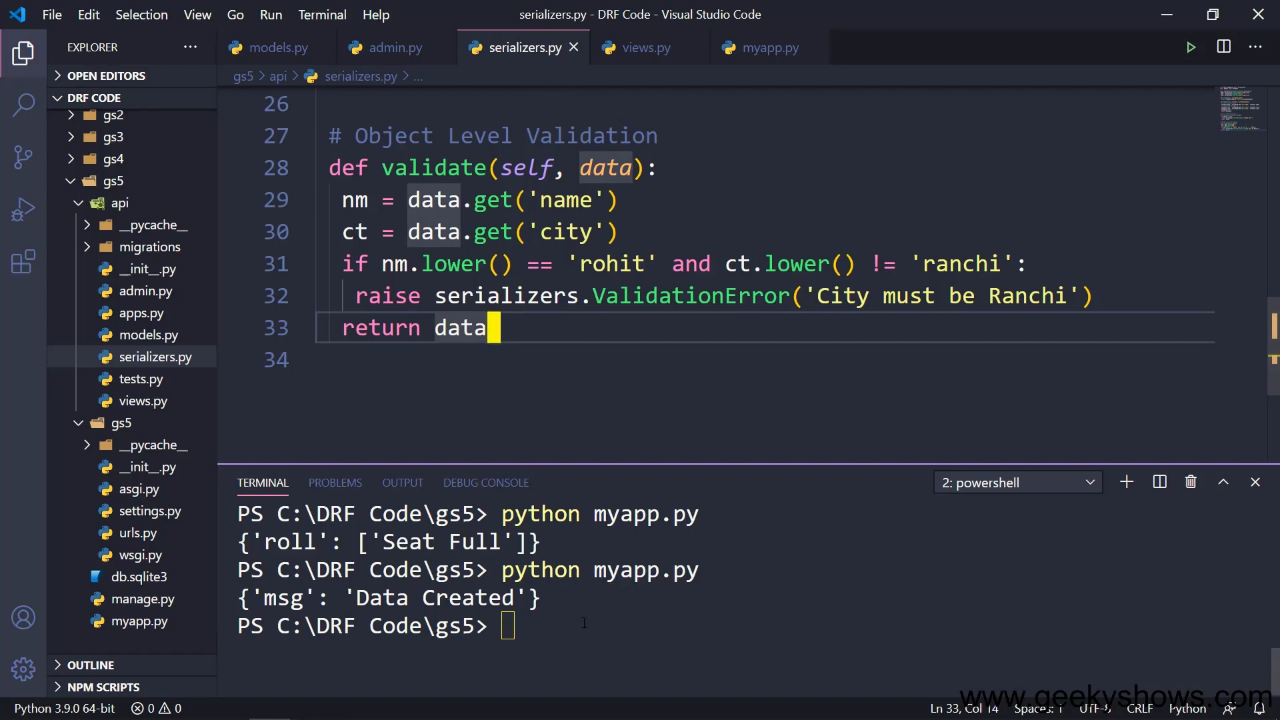 File Edit Selection View Go Run Terminal Help serializers.py - DRF Code - Visual Studio Code
EXPLORER
models.py admin.py serializers.py views.py myapp.py
OPEN EDITORS
gs5 > api > serializers.py > ...
DRF CODE
gs2
gs3
gs4
gs5
api
__pycache__
migrations
__init__.py
admin.py
apps.py
models.py
serializers.py
tests.py
views.py
gs5
__pycache__
__init__.py
asgi.py
settings.py
urls.py
wsgi.py
db.sqlite3
manage.py
myapp.py
OUTLINE
NPM SCRIPTS
26
27 # Object Level Validation
28 def validate(self, data):
29 nm = data.get('name')
30 ct = data.get('city')
31 if nm.lower() == 'rohit' and ct.lower() != 'ranchi':
32 raise serializers.ValidationError('City must be Ranchi')
33 return data
34
TERMINAL PROBLEMS OUTPUT DEBUG CONSOLE 2: powershell
PS C:\DRF Code\gs5> python myapp.py
{'roll': ['Seat Full']}
PS C:\DRF Code\gs5> python myapp.py
{'msg': 'Data Created'}
PS C:\DRF Code\gs5>
www.geekyshows.com
Python 3.9.0 64-bit 0 0 Ln 33, Col 14 Spaces: 1 UTF-8 CRLF Python